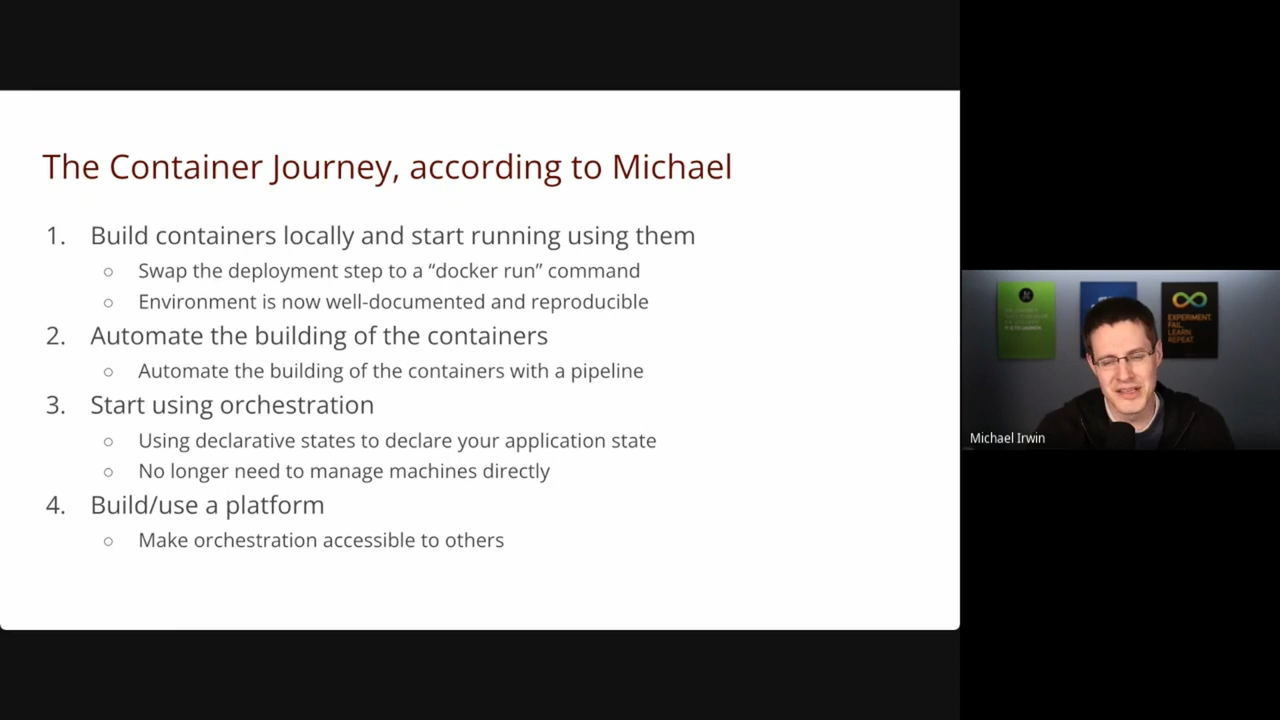 The Container Journey, according to Michael
1. Build containers locally and start running using them
○ Swap the deployment step to a “docker run” command
○ Environment is now well-documented and reproducible
2. Automate the building of the containers
○ Automate the building of the containers with a pipeline
3. Start using orchestration
○ Using declarative states to declare your application state
○ No longer need to manage machines directly
4. Build/use a platform
○ Make orchestration accessible to others
EXPERIMENT.
FAIL.
LEARN.
REPEAT.
Michael Irwin